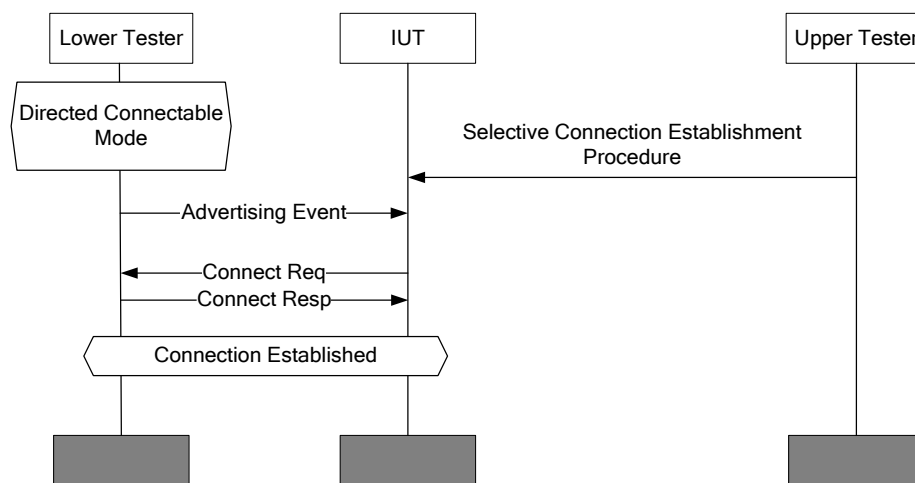 Lower Tester
IUT
Upper Tester
Directed Connectable
Mode
Selective Connection Establishment
Procedure
Advertising Event
Connect Req
Connect Resp
Connection Established